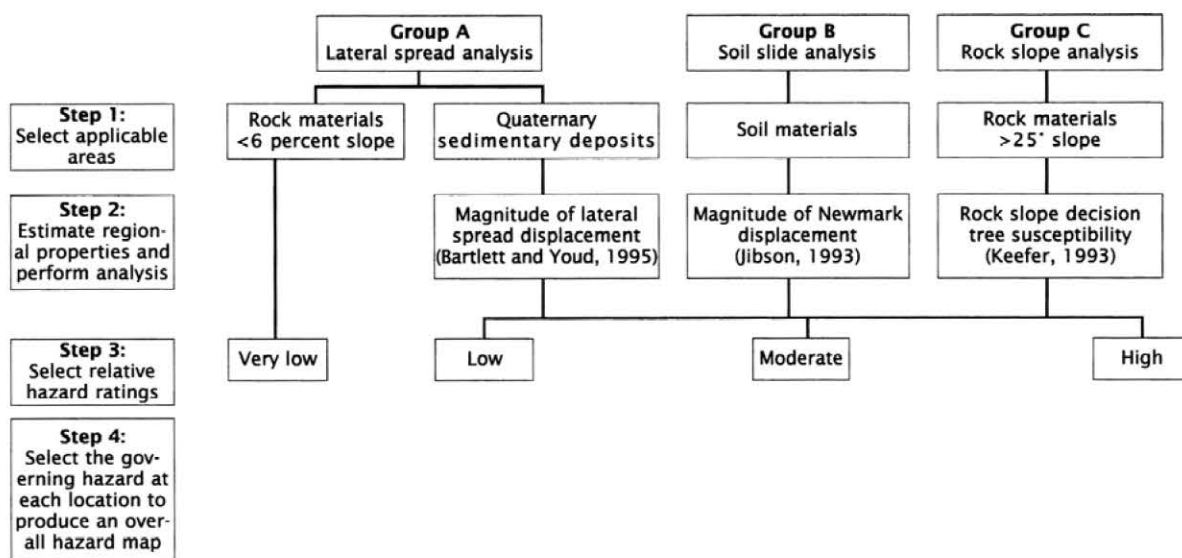 Group A
Lateral spread analysis
Group B
Soil slide analysis
Group C
Rock slope analysis
Step 1:
Select applicable
areas
Rock materials
<6 percent slope
Quaternary
sedimentary deposits
Soil materials
Rock materials
>25° slope
Step 2:
Estimate region-
al properties and
perform analysis
Magnitude of lateral
spread displacement
(Bartlett and Youd, 1995)
Magnitude of Newmark
displacement
(Jibson, 1993)
Rock slope decision
tree susceptibility
(Keefer, 1993)
Step 3:
Select relative
hazard ratings
Very low
Low
Moderate
High
Step 4:
Select the gov-
erning hazard at
each location to
produce an over-
all hazard map